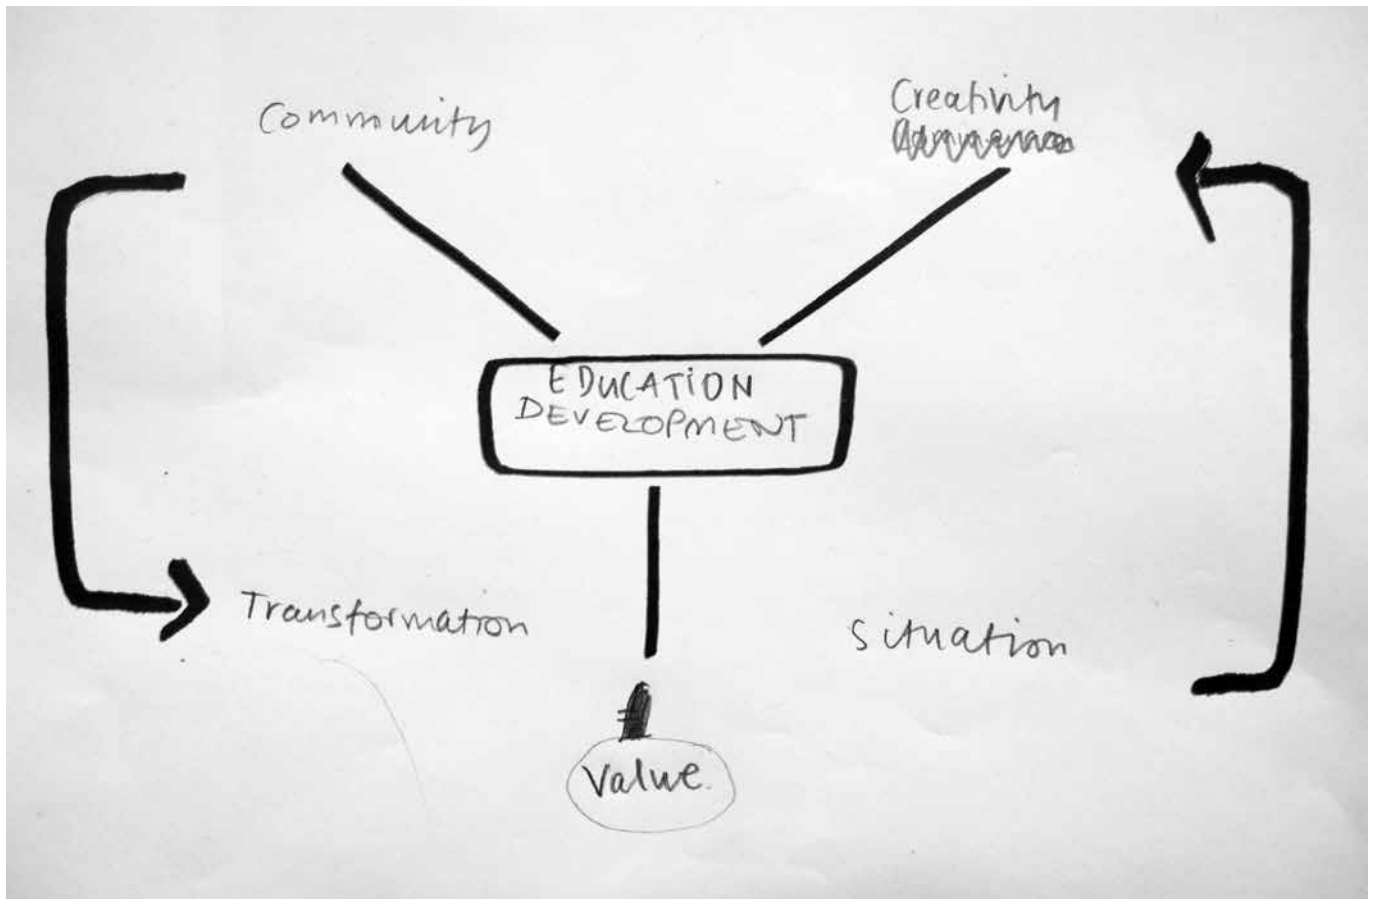 Community
Creativity
EDUCATION
DEVELOPMENT
Transformation
Situation
Value